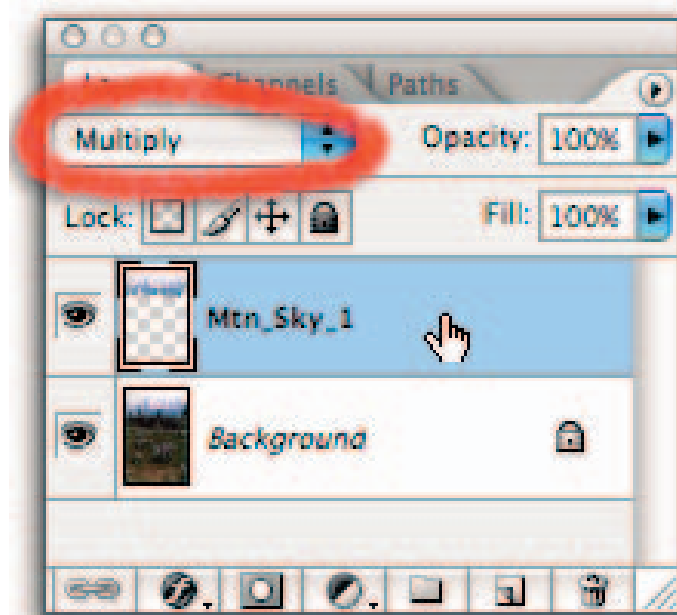 Channels Paths
Multiply Opacity: 100%
Lock: Fill: 100%
Mtn_Sky_1
Background